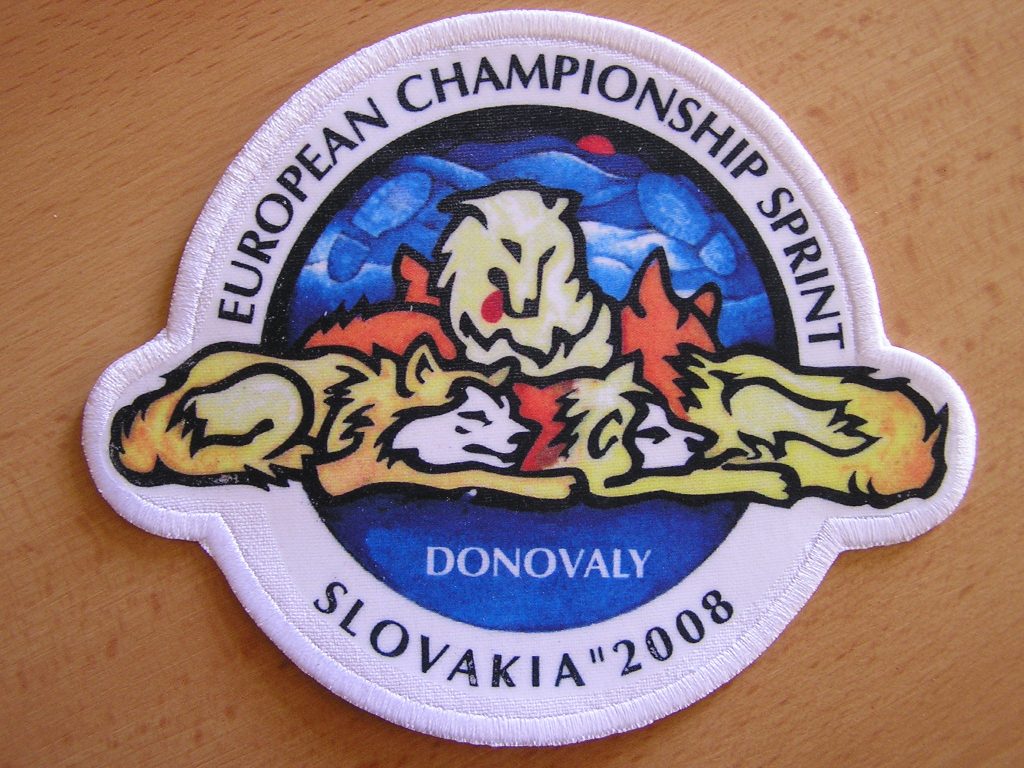 EUROPEAN CHAMPIONSHIP SPRINT
DONOVALY
SLOVAKIA"2008